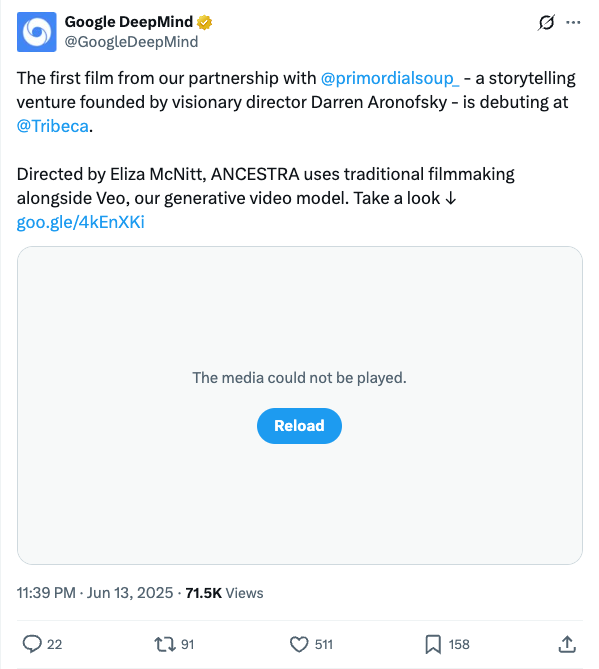 Google DeepMind
@GoogleDeepMind
The first film from our partnership with @primordialsoup_ - a storytelling
venture founded by visionary director Darren Aronofsky - is debuting at
@Tribeca.
Directed by Eliza McNitt, ANCESTRA uses traditional filmmaking
alongside Veo, our generative video model. Take a look ↓
goo.gle/4kEnXKi
The media could not be played.
Reload
11:39 PM · Jun 13, 2025 · 71.5K Views
22 91 511 158